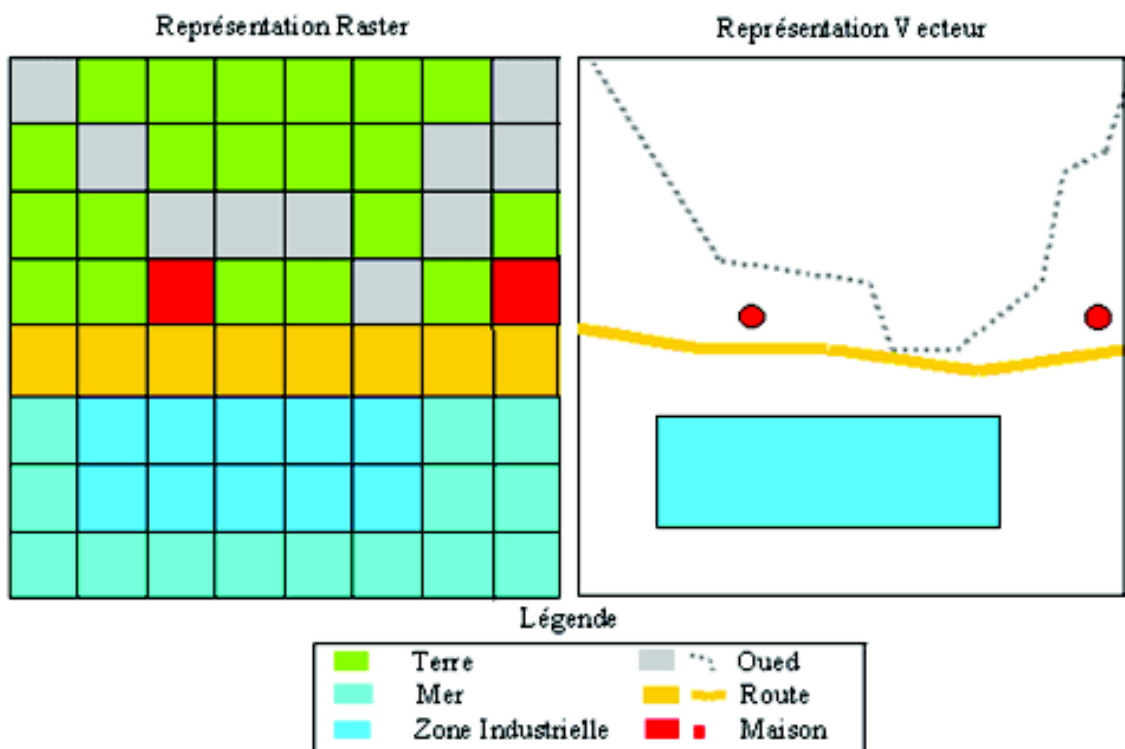 Représentation Raster
Représentation Vecteur
Légende
Terre
Oued
Mer
Route
Zone Industrielle
Maison